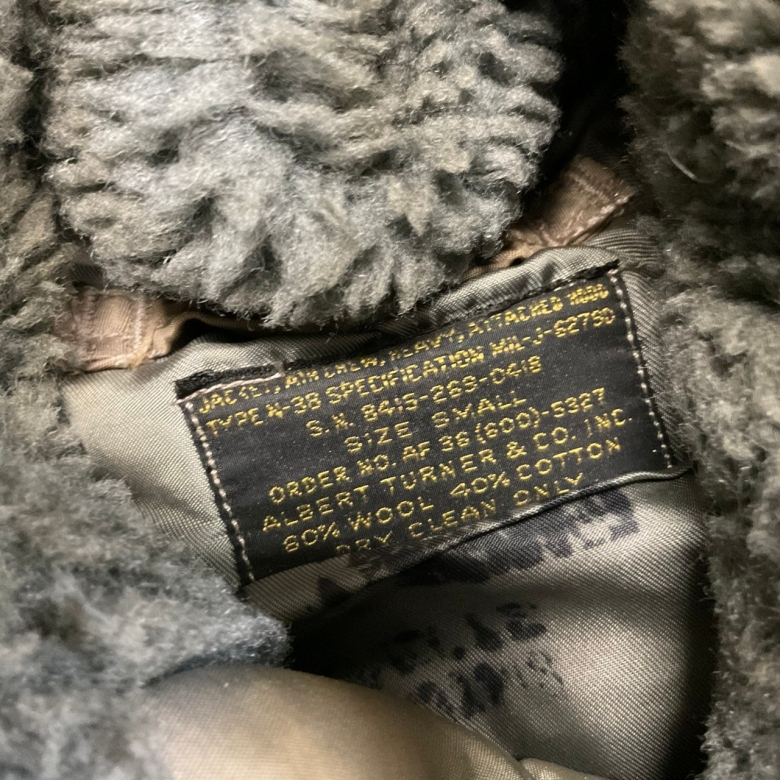 JACKET, AIR CREW, HEAVY, ATTACHED HOOD
TYPE N-3B SPECIFICATION MIL-J-6279D
S.N. 8415-269-0418
SIZE SMALL
ORDER NO. AF 36(600)-5327
ALBERT TURNER & CO. INC.
60% WOOL 40% COTTON
DRY CLEAN ONLY